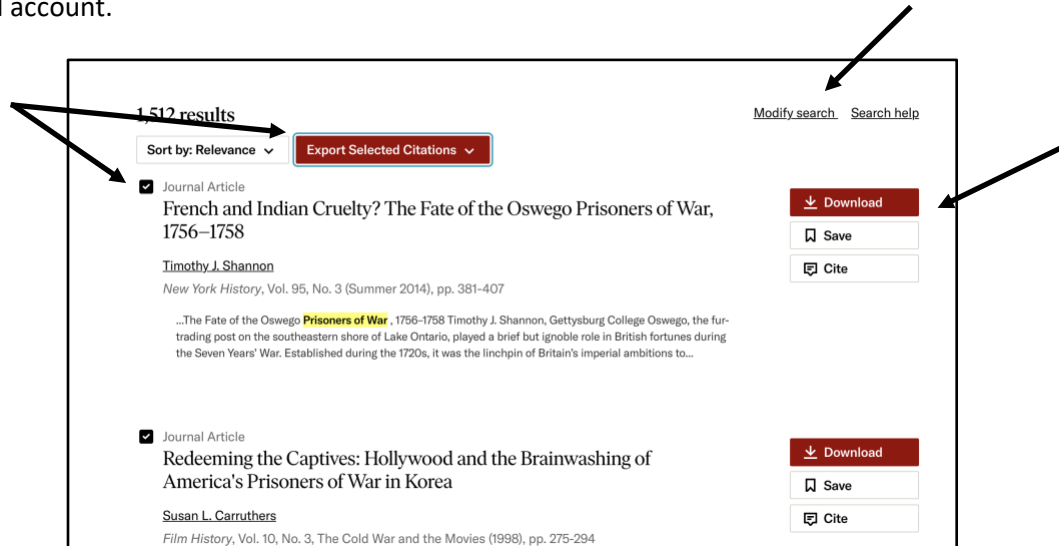 account.
1,512 results
Modify search Search help
Sort by: Relevance
Export Selected Citations
Journal Article
French and Indian Cruelty? The Fate of the Oswego Prisoners of War,
1756–1758
Download
Save
Cite
Timothy J. Shannon
New York History, Vol. 95, No. 3 (Summer 2014), pp. 381-407
...The Fate of the Oswego Prisoners of War , 1756–1758 Timothy J. Shannon, Gettysburg College Oswego, the fur-
trading post on the southeastern shore of Lake Ontario, played a brief but ignoble role in British fortunes during
the Seven Years' War. Established during the 1720s, it was the linchpin of Britain's imperial ambitions to...
Journal Article
Redeeming the Captives: Hollywood and the Brainwashing of
America's Prisoners of War in Korea
Download
Save
Cite
Susan L. Carruthers
Film History, Vol. 10, No. 3, The Cold War and the Movies (1998), pp. 275-294